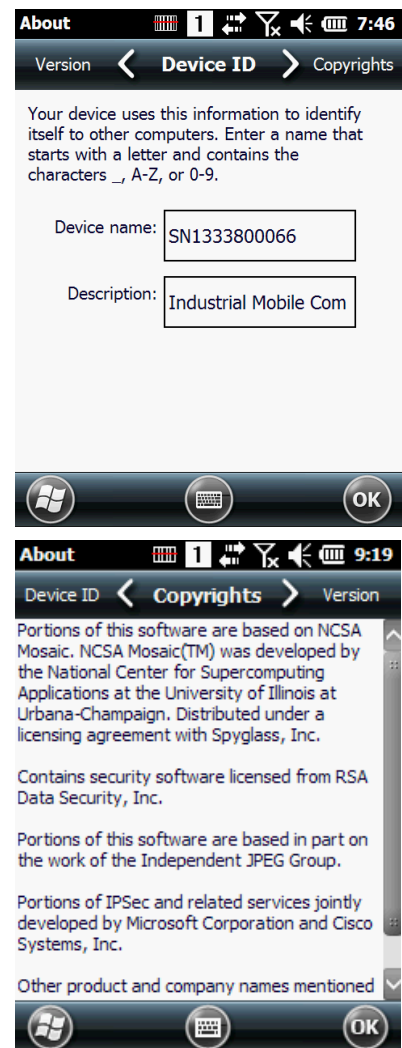 About 1 7:46
Version Device ID Copyrights
Your device uses this information to identify
itself to other computers. Enter a name that
starts with a letter and contains the
characters _, A-Z, or 0-9.
Device name: SN1333800066
Description: Industrial Mobile Com
OK
About 1 9:19
Device ID Copyrights Version
Portions of this software are based on NCSA
Mosaic. NCSA Mosaic(TM) was developed by
the National Center for Supercomputing
Applications at the University of Illinois at
Urbana-Champaign. Distributed under a
licensing agreement with Spyglass, Inc.
Contains security software licensed from RSA
Data Security, Inc.
Portions of this software are based in part on
the work of the Independent JPEG Group.
Portions of IPSec and related services jointly
developed by Microsoft Corporation and Cisco
Systems, Inc.
Other product and company names mentioned
OK